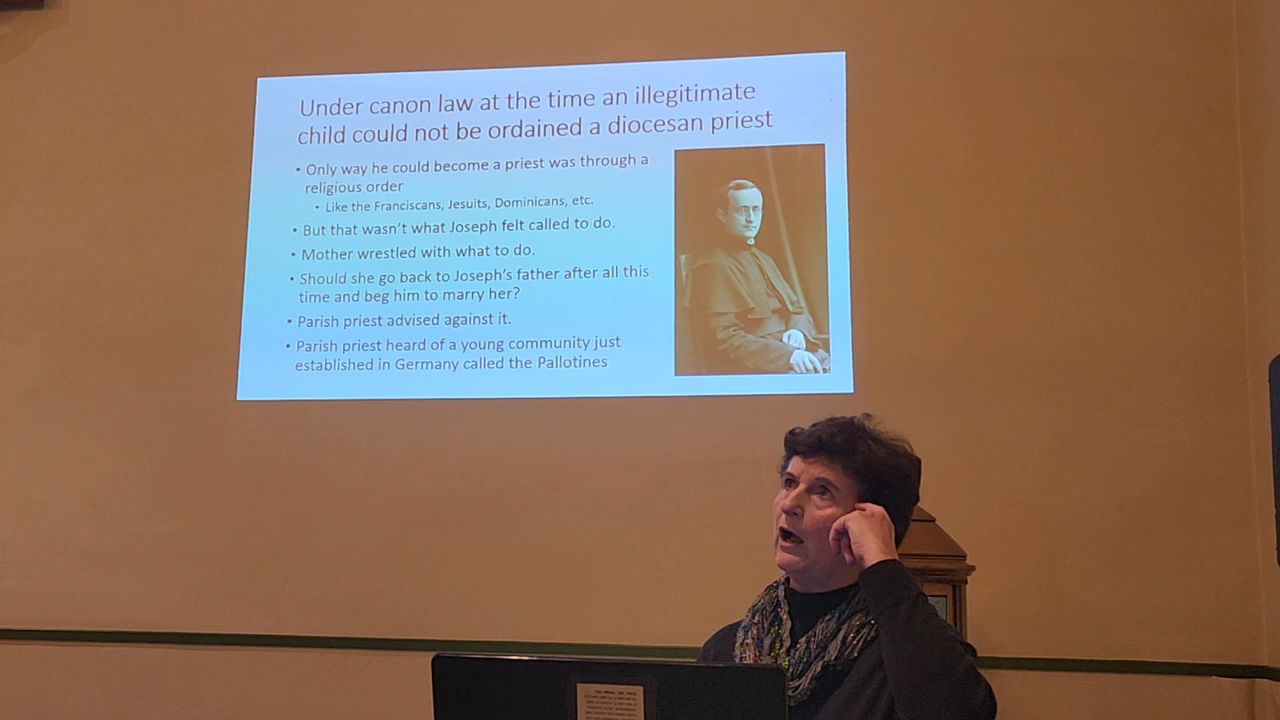 Under canon law at the time an illegitimate
child could not be ordained a diocesan priest
• Only way he could become a priest was through a
religious order
• Like the Franciscans, Jesuits, Dominicans, etc.
• But that wasn't what Joseph felt called to do.
• Mother wrestled with what to do.
• Should she go back to Joseph's father after all this
time and beg him to marry her?
• Parish priest advised against it.
• Parish priest heard of a young community just
established in Germany called the Pallotines